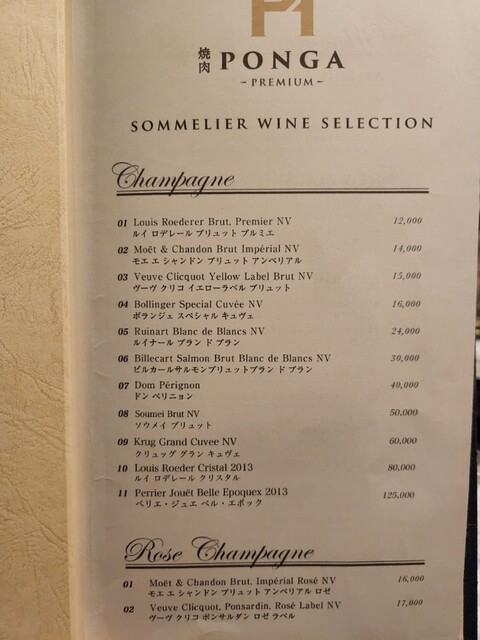 P1
焼肉 PONGA
– PREMIUM –
SOMMELIER WINE SELECTION
Champagne
01 Louis Roederer Brut, Premier NV 12,000
ルイ ロデレール ブリュット プルミエ
02 Moët & Chandon Brut Impérial NV 14,000
モエ エ シャンドン ブリュット アンペリアル
03 Veuve Clicquot Yellow Label Brut NV 15,000
ヴーヴ クリコ イエローラベル ブリュット
04 Bollinger Special Cuvée NV 16,000
ボランジェ スペシャル キュヴェ
05 Ruinart Blanc de Blancs NV 24,000
ルイナール ブラン ド ブラン
06 Billecart Salmon Brut Blanc de Blancs NV 30,000
ビルカールサルモンブリュットブラン ド ブラン
07 Dom Pérignon 40,000
ドン ペリニョン
08 Soumei Brut NV 50,000
ソウメイ ブリュット
09 Krug Grand Cuvee NV 60,000
クリュッグ グラン キュヴェ
10 Louis Roeder Cristal 2013 80,000
ルイ ロデレール クリスタル
11 Perrier Jouët Belle Epoquex 2013 125,000
ペリエ・ジュエ ベル・エポック
Rose Champagne
01 Moët & Chandon Brut, Impérial Rosé NV 16,000
モエ エ シャンドン ブリュット アンペリアル ロゼ
02 Veuve Clicquot, Ponsardin, Rosé Label NV 17,000
ヴーヴ クリコ ポンサルダン ロゼ ラベル